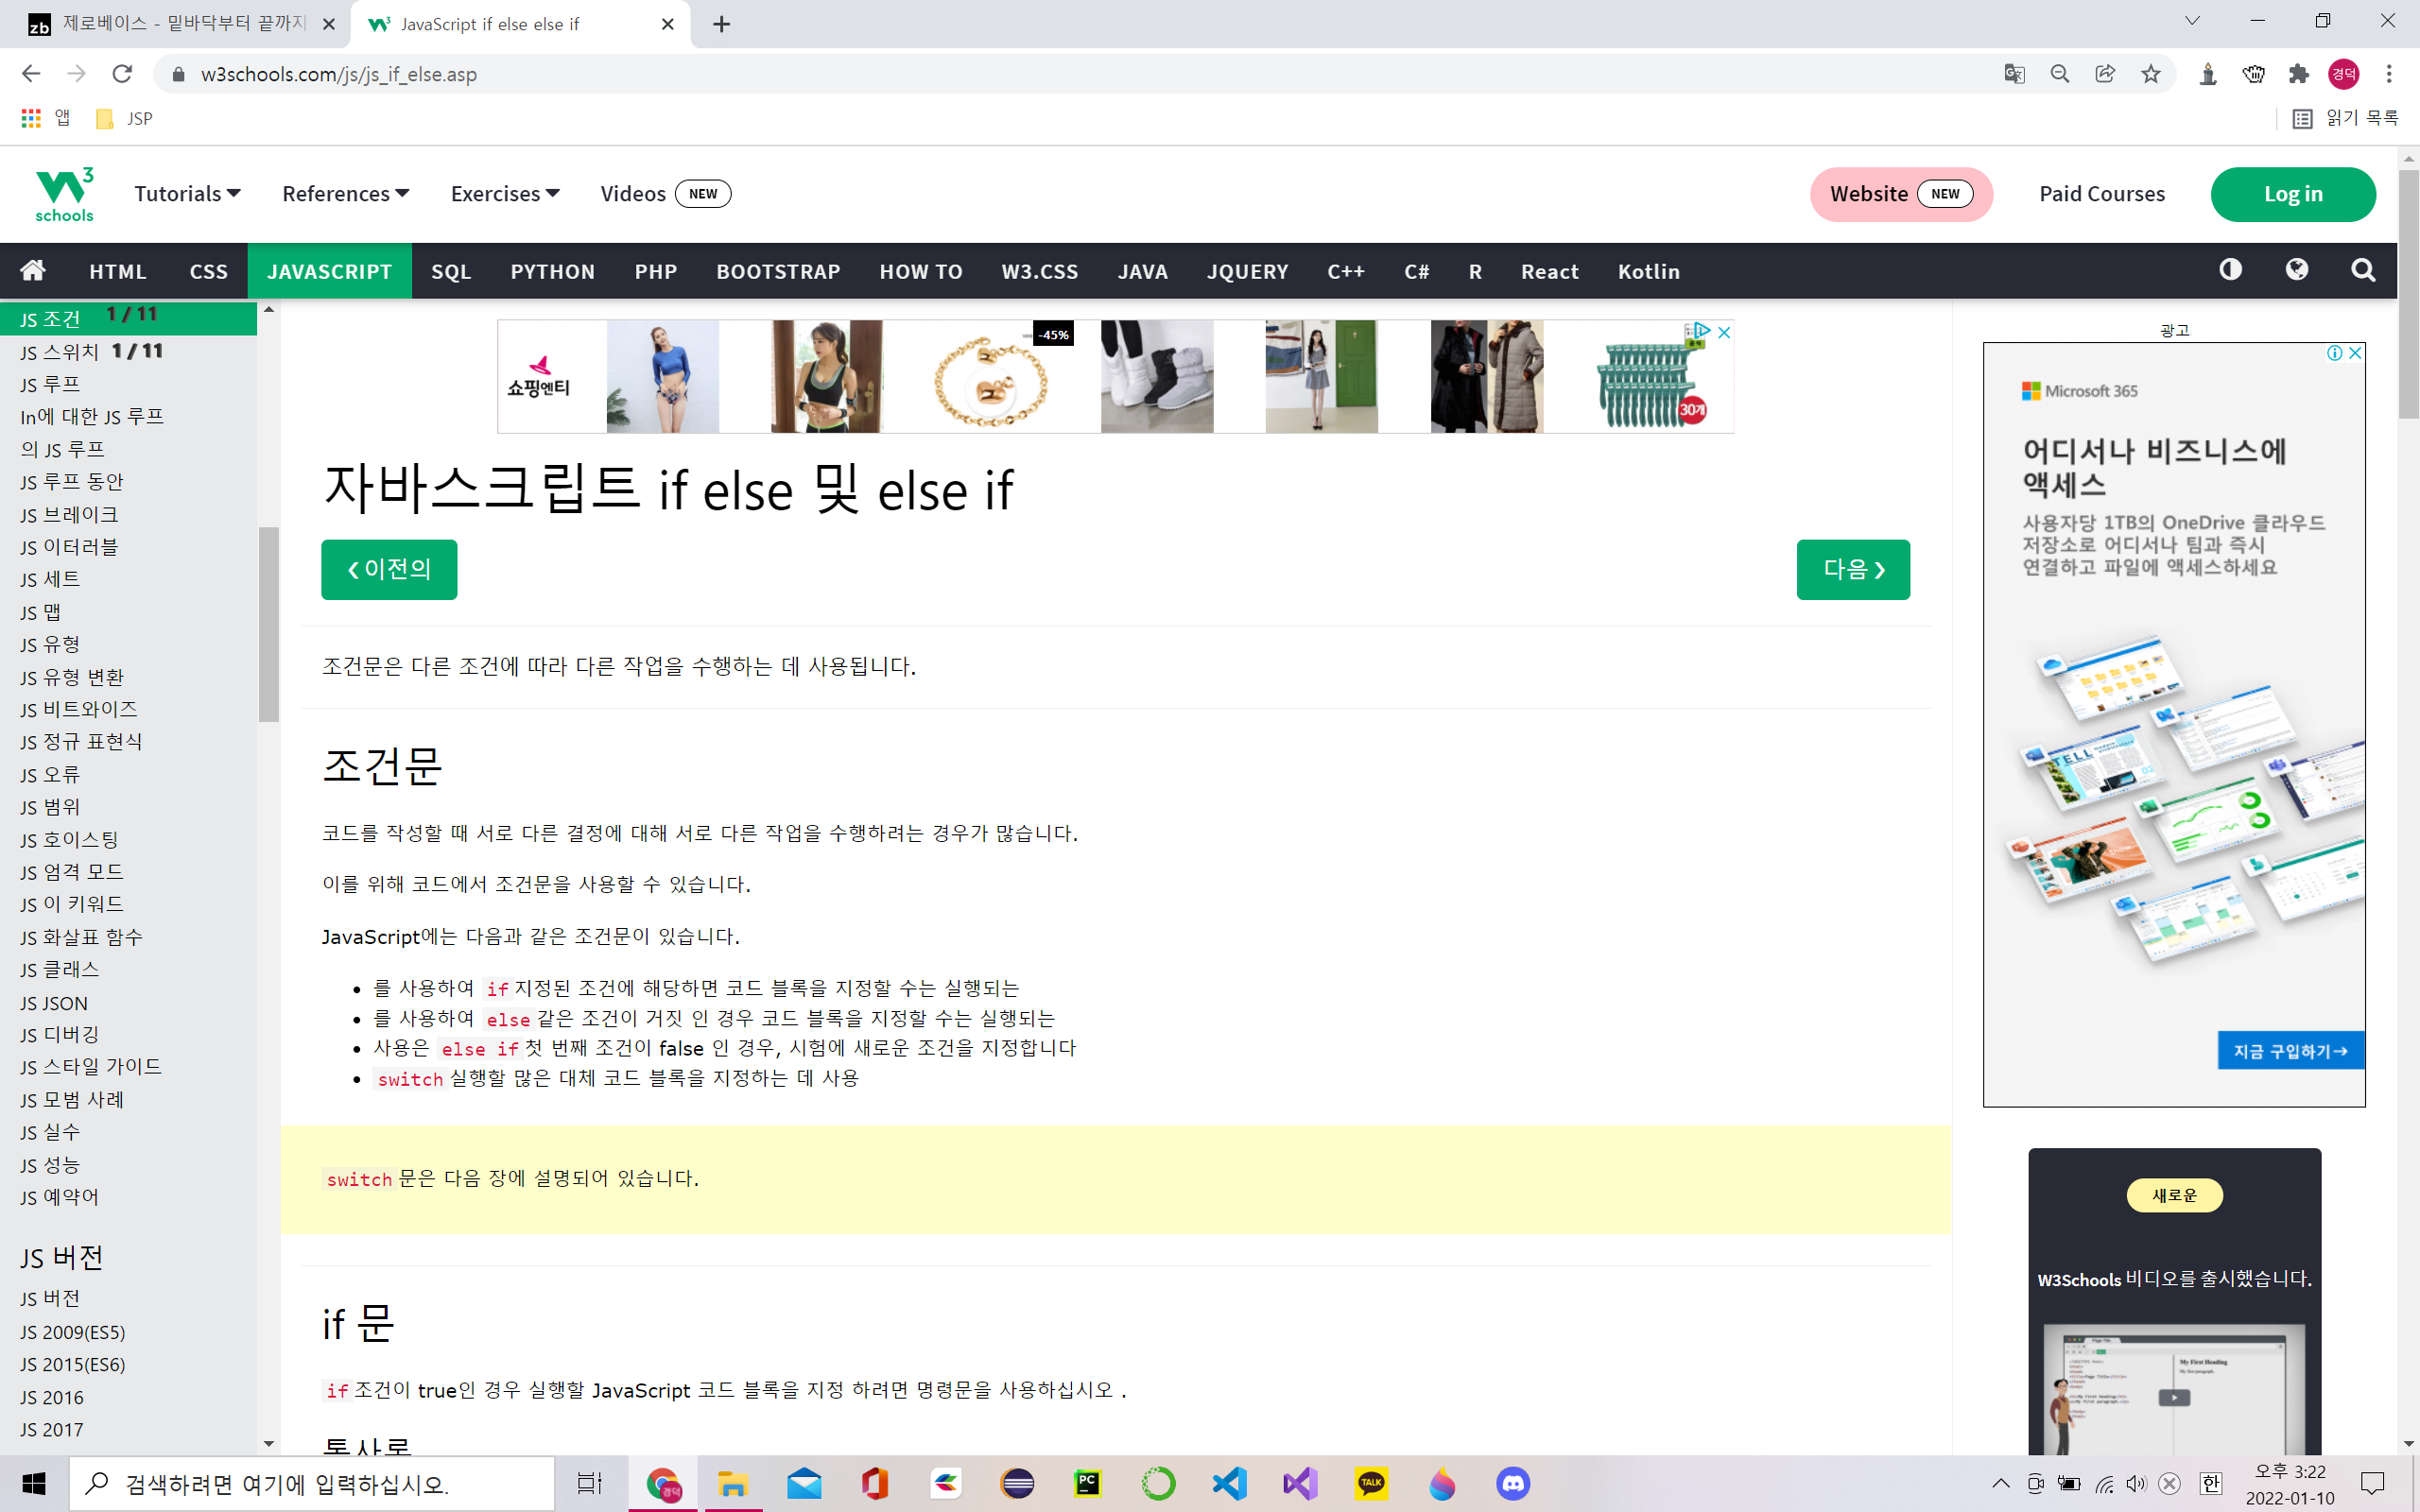 제로베이스 - 밑바닥부터 끝까지
JavaScript if else else if
w3schools.com/js/js_if_else.asp
경덕
앱
JSP
읽기 목록
W3 schools
Tutorials
References
Exercises
Videos NEW
Website NEW
Paid Courses
Log in
HTML CSS JAVASCRIPT SQL PYTHON PHP BOOTSTRAP HOW TO W3.CSS JAVA JQUERY C++ C# R React Kotlin
JS 조건 1 / 11
JS 스위치 1 / 11
JS 루프
In에 대한 JS 루프
의 JS 루프
JS 루프 동안
JS 브레이크
JS 이터러블
JS 세트
JS 맵
JS 유형
JS 유형 변환
JS 비트와이즈
JS 정규 표현식
JS 오류
JS 범위
JS 호이스팅
JS 엄격 모드
JS 이 키워드
JS 화살표 함수
JS 클래스
JS JSON
JS 디버깅
JS 스타일 가이드
JS 모범 사례
JS 실수
JS 성능
JS 예약어
JS 버전
JS 버전
JS 2009(ES5)
JS 2015(ES6)
JS 2016
JS 2017
쇼핑엔티
-45%
30개
자바스크립트 if else 및 else if
❮ 이전의
다음 ❯
조건문은 다른 조건에 따라 다른 작업을 수행하는 데 사용됩니다.
조건문
코드를 작성할 때 서로 다른 결정에 대해 서로 다른 작업을 수행하려는 경우가 많습니다.
이를 위해 코드에서 조건문을 사용할 수 있습니다.
JavaScript에는 다음과 같은 조건문이 있습니다.
• 를 사용하여 if 지정된 조건에 해당하면 코드 블록을 지정할 수는 실행되는
• 를 사용하여 else 같은 조건이 거짓 인 경우 코드 블록을 지정할 수는 실행되는
• 사용은 else if 첫 번째 조건이 false 인 경우, 시험에 새로운 조건을 지정합니다
• switch 실행할 많은 대체 코드 블록을 지정하는 데 사용
switch 문은 다음 장에 설명되어 있습니다.
if 문
if 조건이 true인 경우 실행할 JavaScript 코드 블록을 지정 하려면 명령문을 사용하십시오 .
통사론
광고
Microsoft 365
어디서나 비즈니스에
액세스
사용자당 1TB의 OneDrive 클라우드
저장소로 어디서나 팀과 즉시
연결하고 파일에 액세스하세요
TELL
지금 구입하기→
새로운
W3Schools 비디오를 출시했습니다.
My First Heading
My first paragraph.
검색하려면 여기에 입력하십시오.
경덕
PC
TALK
한
오후 3:22
2022-01-10